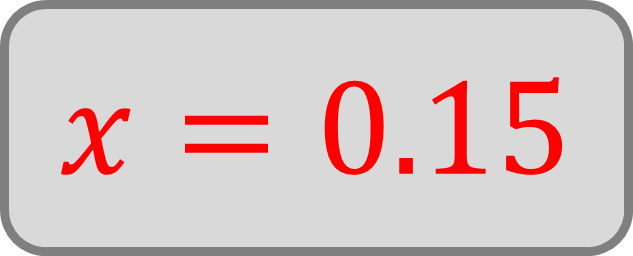 x = 0.15